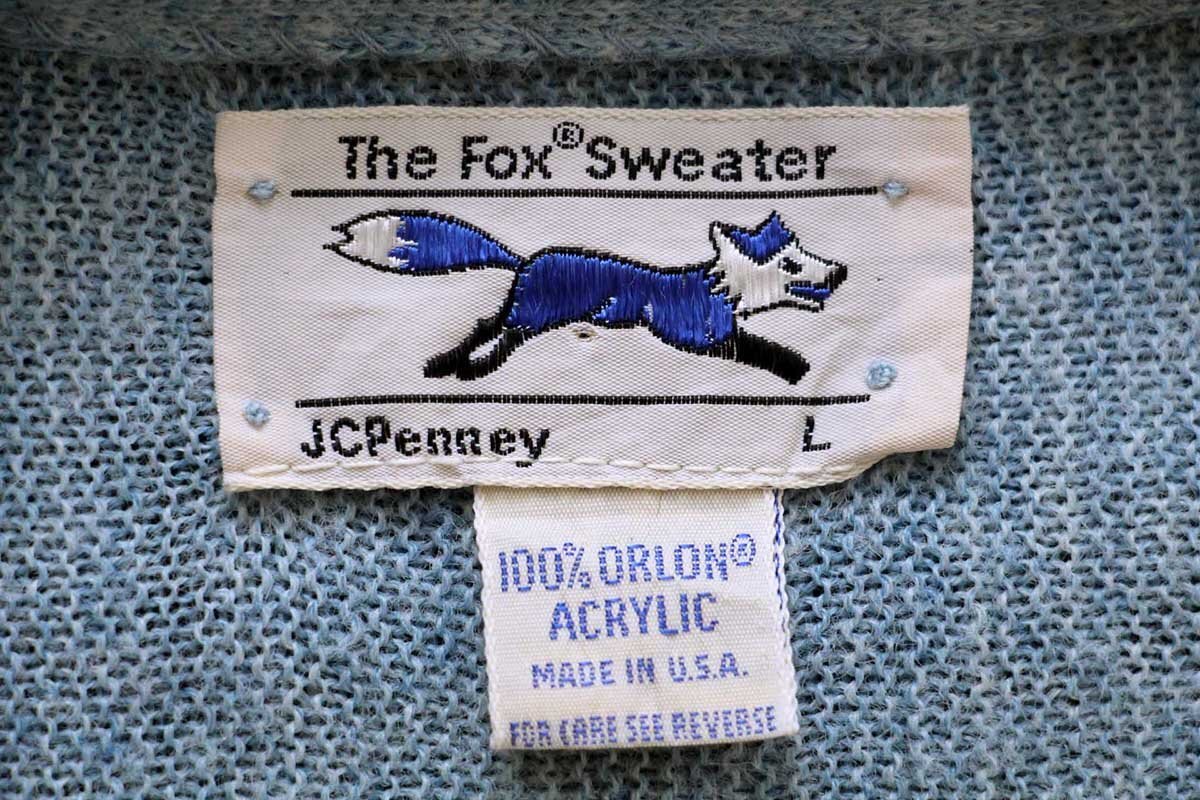 The Fox® Sweater
JCPenney L
100% ORLON®
ACRYLIC
MADE IN U.S.A.
FOR CARE SEE REVERSE